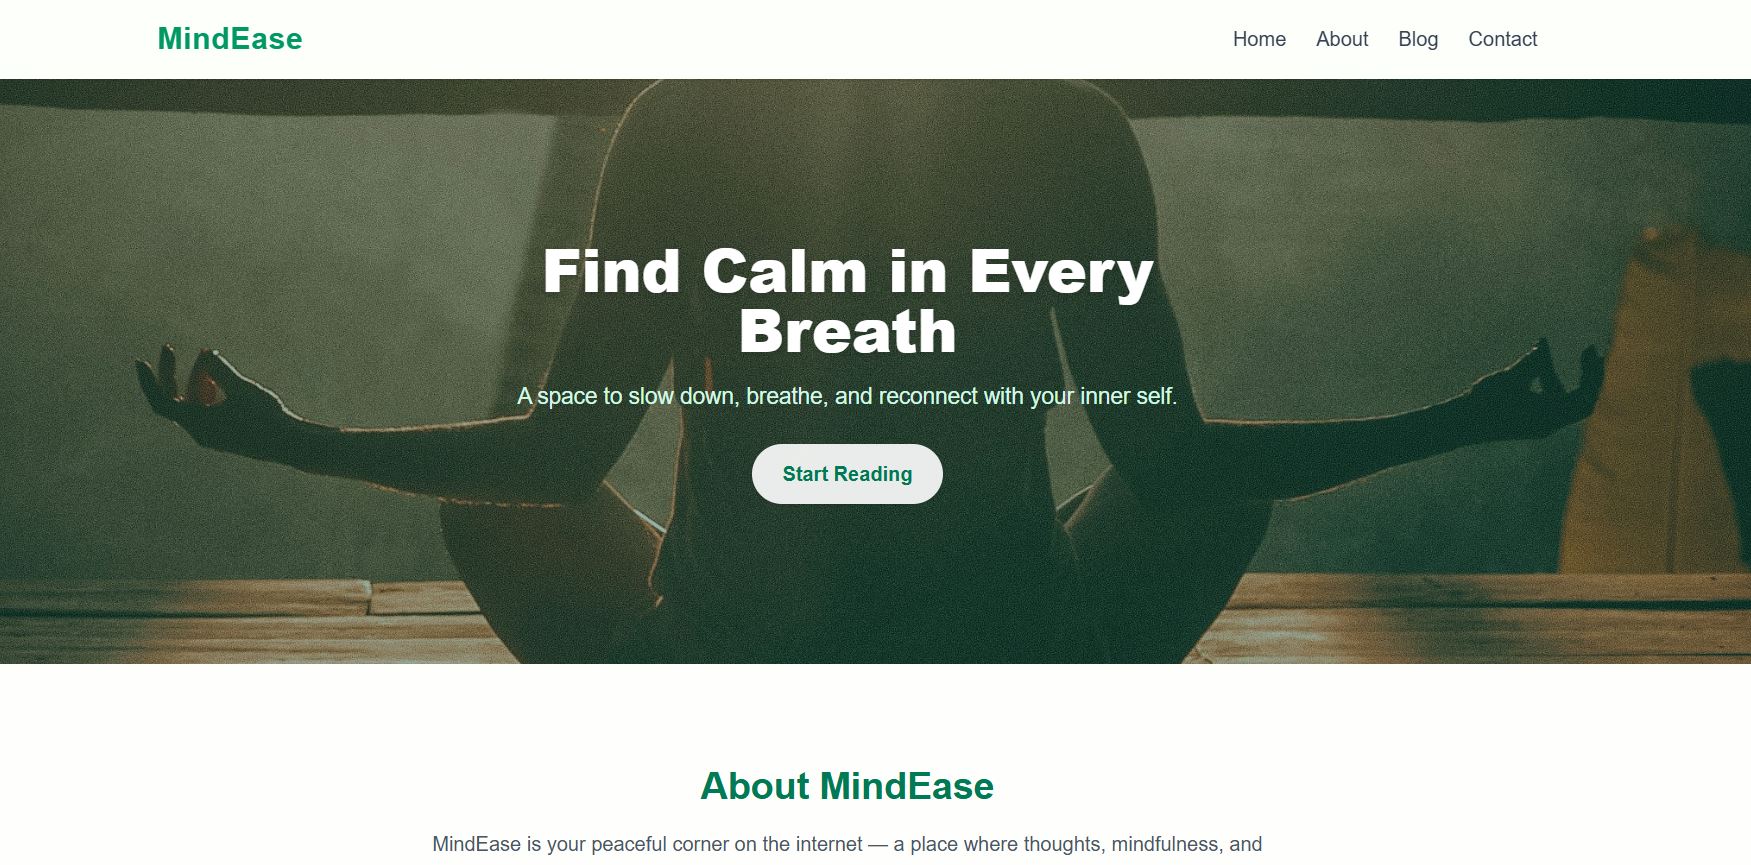 MindEase
Home About Blog Contact
Find Calm in Every
Breath
A space to slow down, breathe, and reconnect with your inner self.
Start Reading
About MindEase
MindEase is your peaceful corner on the internet — a place where thoughts, mindfulness, and